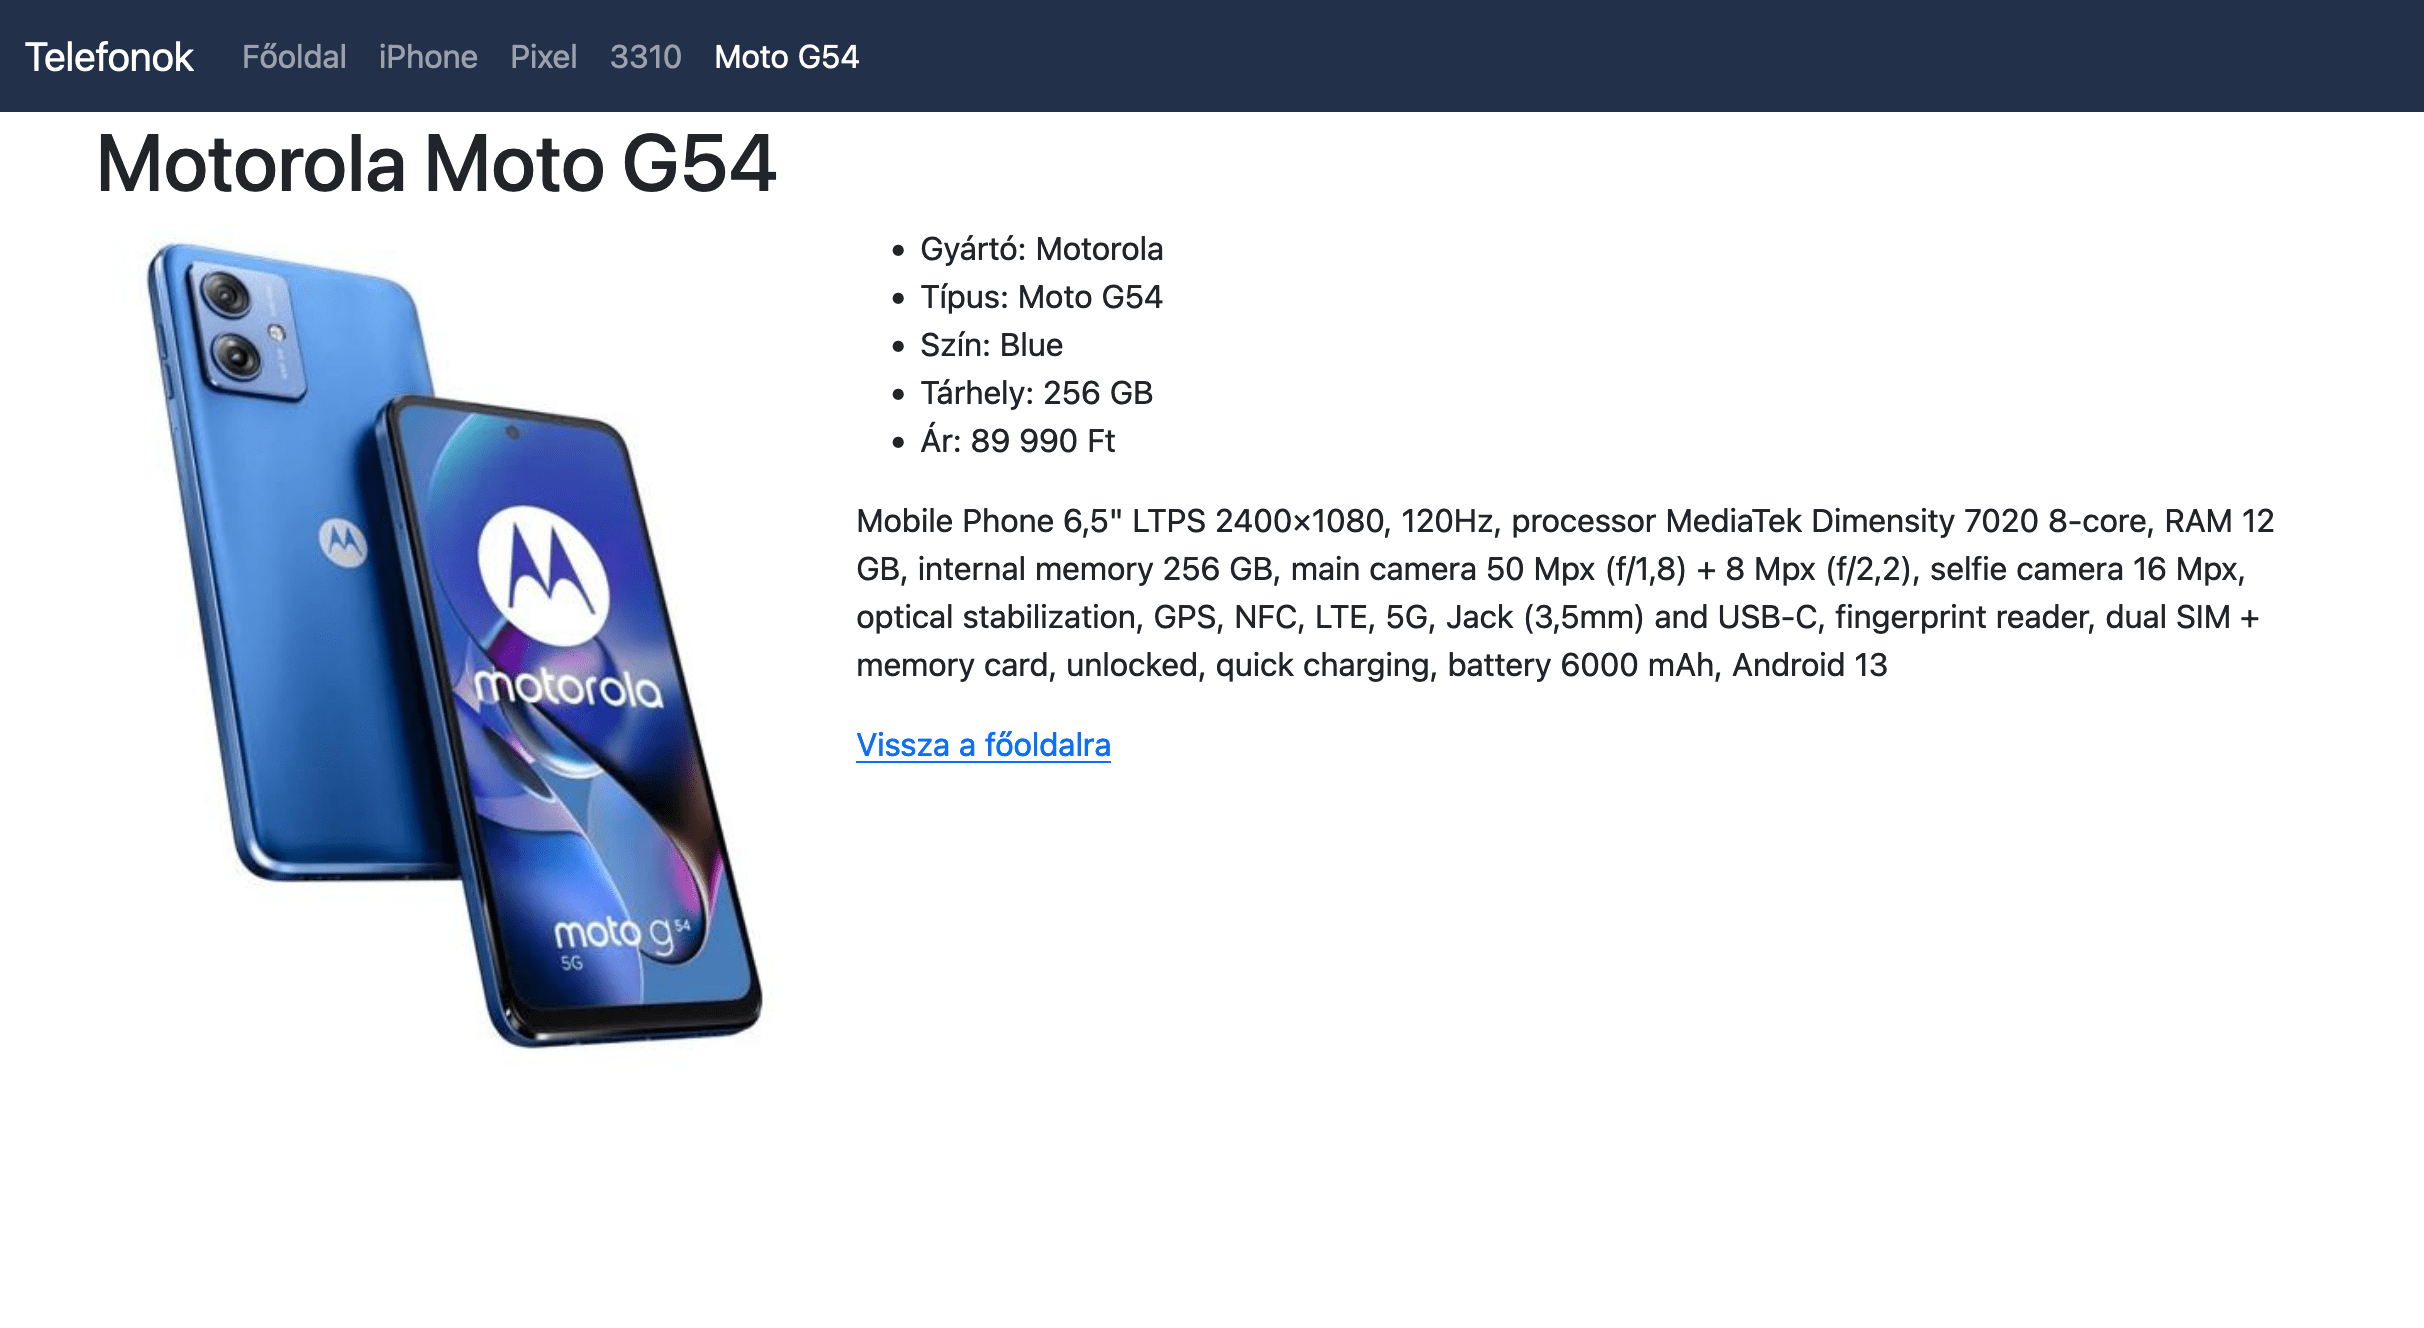 Telefonok Főoldal iPhone Pixel 3310 Moto G54
Motorola Moto G54
Gyártó: Motorola
Típus: Moto G54
Szín: Blue
Tárhely: 256 GB
Ár: 89 990 Ft
Mobile Phone 6,5" LTPS 2400×1080, 120Hz, processor MediaTek Dimensity 7020 8-core, RAM 12
GB, internal memory 256 GB, main camera 50 Mpx (f/1,8) + 8 Mpx (f/2,2), selfie camera 16 Mpx,
optical stabilization, GPS, NFC, LTE, 5G, Jack (3,5mm) and USB-C, fingerprint reader, dual SIM +
memory card, unlocked, quick charging, battery 6000 mAh, Android 13
Vissza a főoldalra
motorola
moto g54
5G